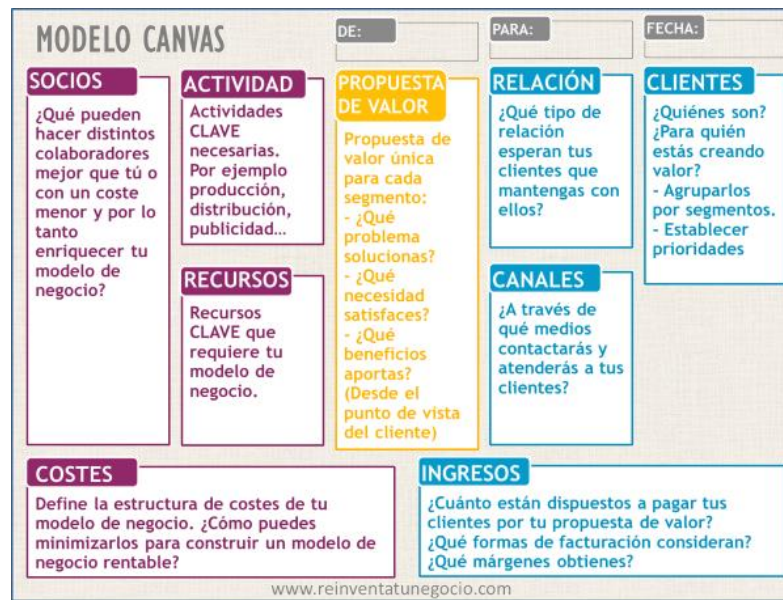 MODELO CANVAS
DE:
PARA:
FECHA:
SOCIOS
¿Qué pueden
hacer distintos
colaboradores
mejor que tú o
con un coste
menor y por lo
tanto
enriquecer tu
modelo de
negocio?
ACTIVIDAD
Actividades
CLAVE
necesarias.
Por ejemplo
producción,
distribución,
publicidad…
RECURSOS
Recursos
CLAVE que
requiere tu
modelo de
negocio.
PROPUESTA
DE VALOR
Propuesta de
valor única
para cada
segmento:
- ¿Qué
problema
solucionas?
- ¿Qué
necesidad
satisfaces?
- ¿Qué
beneficios
aportas?
(Desde el
punto de vista
del cliente)
RELACIÓN
¿Qué tipo de
relación
esperan tus
clientes que
mantengas con
ellos?
CANALES
¿A través de
qué medios
contactarás y
atenderás a tus
clientes?
CLIENTES
¿Quiénes son?
¿Para quién
estás creando
valor?
- Agruparlos
por segmentos.
- Establecer
prioridades
COSTES
Define la estructura de costes de tu
modelo de negocio. ¿Cómo puedes
minimizarlos para construir un modelo de
negocio rentable?
INGRESOS
¿Cuánto están dispuestos a pagar tus
clientes por tu propuesta de valor?
¿Qué formas de facturación consideran?
¿Qué márgenes obtienes?
www.reinventatunegocio.com